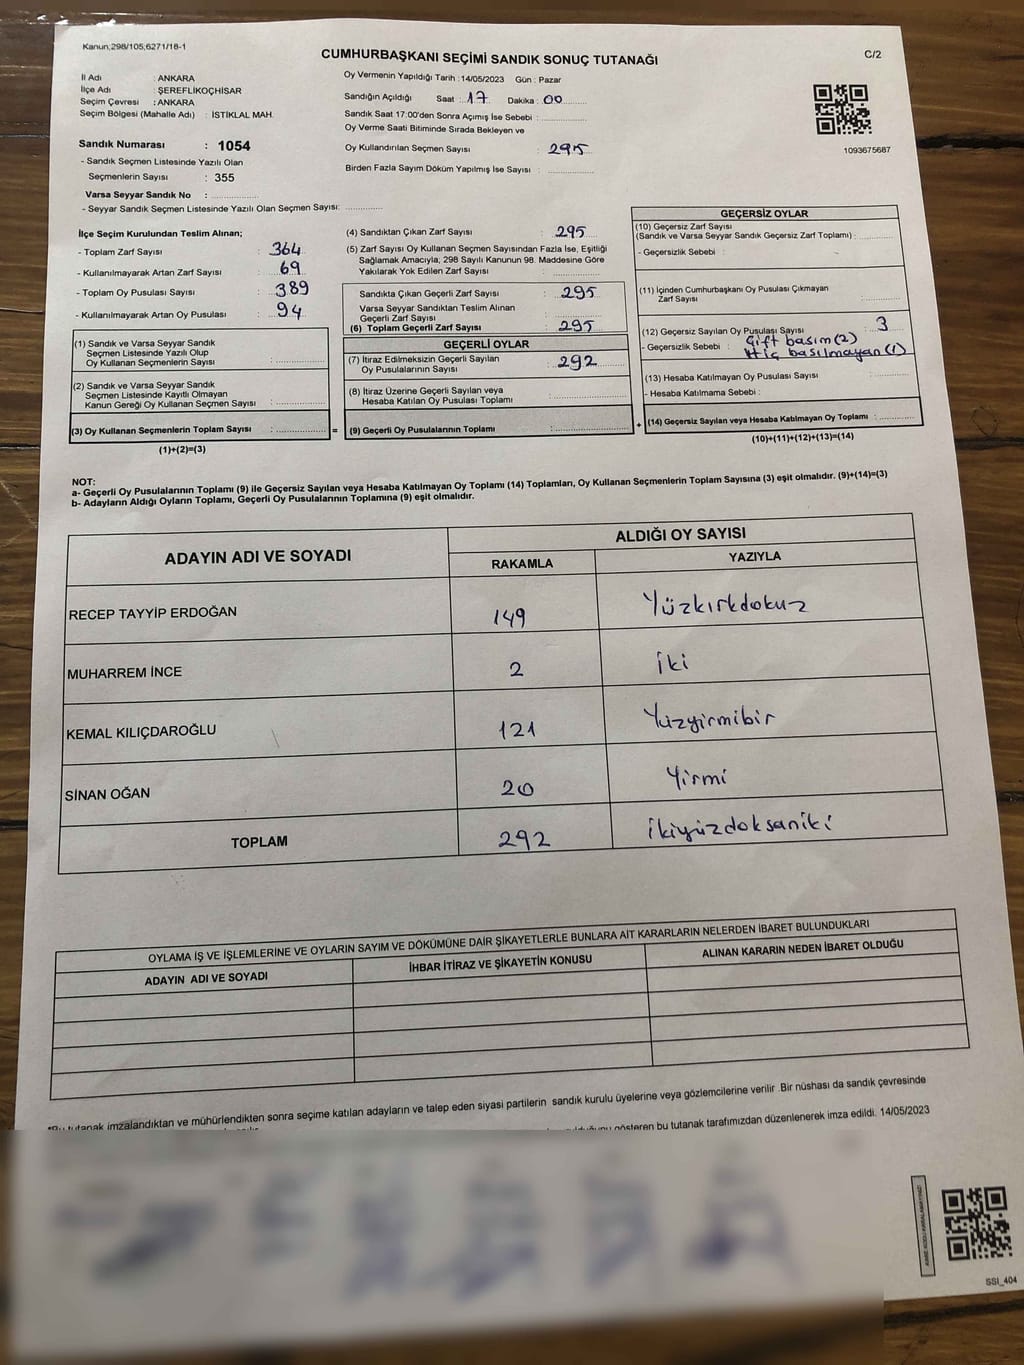 Kanun;298/105;6271/18-1
CUMHURBAŞKANI SEÇİMİ SANDIK SONUÇ TUTANAĞI
C/2
İl Adı : ANKARA
İlçe Adı : ŞEREFLİKOÇHİSAR
Seçim Çevresi : ANKARA
Seçim Bölgesi (Mahalle Adı) : İSTİKLAL MAH.
Sandık Numarası : 1054
- Sandık Seçmen Listesinde Yazılı Olan
Seçmenlerin Sayısı : 355
Varsa Seyyar Sandık No :
- Seyyar Sandık Seçmen Listesinde Yazılı Olan Seçmen Sayısı:
Oy Vermenin Yapıldığı Tarih : 14/05/2023 Gün : Pazar
Sandığın Açıldığı Saat : 17 Dakika : 00
Sandık Saat 17:00'den Sonra Açımış İse Sebebi :
Oy Verme Saati Bitiminde Sırada Bekleyen ve
Oy Kullandırılan Seçmen Sayısı : 295
Birden Fazla Sayım Döküm Yapılmış İse Sayısı :
1093675687
İlçe Seçim Kurulundan Teslim Alınan;
- Toplam Zarf Sayısı : 364
- Kullanılmayarak Artan Zarf Sayısı : 69
- Toplam Oy Pusulası Sayısı : 389
- Kullanılmayarak Artan Oy Pusulası : 94
(1) Sandık ve Varsa Seyyar Sandık
Seçmen Listesinde Yazılı Olup
Oy Kullanan Seçmenlerin Sayısı :
(2) Sandık ve Varsa Seyyar Sandık
Seçmen Listesinde Kayıtlı Olmayan
Kanun Gereği Oy Kullanan Seçmen Sayısı :
(3) Oy Kullanan Seçmenlerin Toplam Sayısı :
(1)+(2)=(3)
(4) Sandıktan Çıkan Zarf Sayısı : 295
(5) Zarf Sayısı Oy Kullanan Seçmen Sayısından Fazla İse, Eşitliği
Sağlamak Amacıyla, 298 Sayılı Kanunun 98. Maddesine Göre
Yakılarak Yok Edilen Zarf Sayısı :
Sandıkta Çıkan Geçerli Zarf Sayısı : 295
Varsa Seyyar Sandıktan Teslim Alınan
Geçerli Zarf Sayısı :
(6) Toplam Geçerli Zarf Sayısı : 295
GEÇERLİ OYLAR
(7) İtiraz Edilmeksizin Geçerli Sayılan
Oy Pusulalarının Sayısı : 292
(8) İtiraz Üzerine Geçerli Sayılan veya
Hesaba Katılan Oy Pusulası Toplamı :
= (9) Geçerli Oy Pusulalarının Toplamı :
GEÇERSİZ OYLAR
(10) Geçersiz Zarf Sayısı
(Sandık ve Varsa Seyyar Sandık Geçersiz Zarf Toplamı) :
- Geçersizlik Sebebi :
(11) İçinden Cumhurbaşkanı Oy Pusulası Çıkmayan
Zarf Sayısı :
(12) Geçersiz Sayılan Oy Pusulası Sayısı : 3
- Geçersizlik Sebebi : Çift basım (2)
Hiç basılmayan (1)
(13) Hesaba Katılmayan Oy Pusulası Sayısı :
- Hesaba Katılmama Sebebi :
+ (14) Geçersiz Sayılan veya Hesaba Katılmayan Oy Toplamı :
(10)+(11)+(12)+(13)=(14)
NOT:
a- Geçerli Oy Pusulalarının Toplamı (9) ile Geçersiz Sayılan veya Hesaba Katılmayan Oy Toplamı (14) Toplamları, Oy Kullanan Seçmenlerin Toplam Sayısına (3) eşit olmalıdır. (9)+(14)=(3)
b- Adayların Aldığı Oyların Toplamı, Geçerli Oy Pusulalarının Toplamına (9) eşit olmalıdır.
ADAYIN ADI VE SOYADI
ALDIĞI OY SAYISI
RAKAMLA YAZIYLA
RECEP TAYYİP ERDOĞAN 149 Yüzkırkdokuz
MUHARREM İNCE 2 iki
KEMAL KILIÇDAROĞLU 121 Yüzyirmibir
SİNAN OĞAN 20 Yirmi
TOPLAM 292 ikiyüzdoksaniki
OYLAMA İŞ VE İŞLEMLERİNE VE OYLARIN SAYIM VE DÖKÜMÜNE DAİR ŞİKAYETLERLE BUNLARA AİT KARARLARIN NELERDEN İBARET BULUNDUKLARI
ADAYIN ADI VE SOYADI İHBAR İTİRAZ VE ŞİKAYETİN KONUSU ALINAN KARARIN NEDEN İBARET OLDUĞU
*Bu tutanak imzalandıktan ve mühürlendikten sonra seçime katılan adayların ve talep eden siyasi partilerin sandık kurulu üyelerine veya gözlemcilerine verilir .Bir nüshası da sandık çevresinde
gösteren bu tutanak tarafımızdan düzenlenerek imza edildi. 14/05/2023
SSI_404